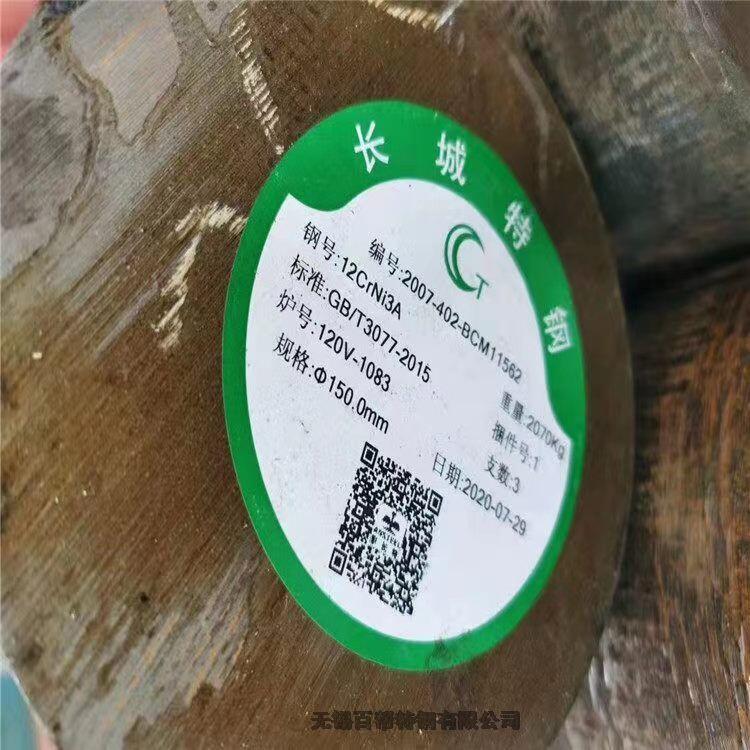 长城特钢
CT
编号:2007-402-BCM11562
钢号:12CrNi3A
标准:GB/T3077-2015
炉号:120V-1083
规格:Φ150.0mm
重量:2070Kg
捆件号:1
支数:3
日期:2020-07-29
无锡百蒂特钢有限公司